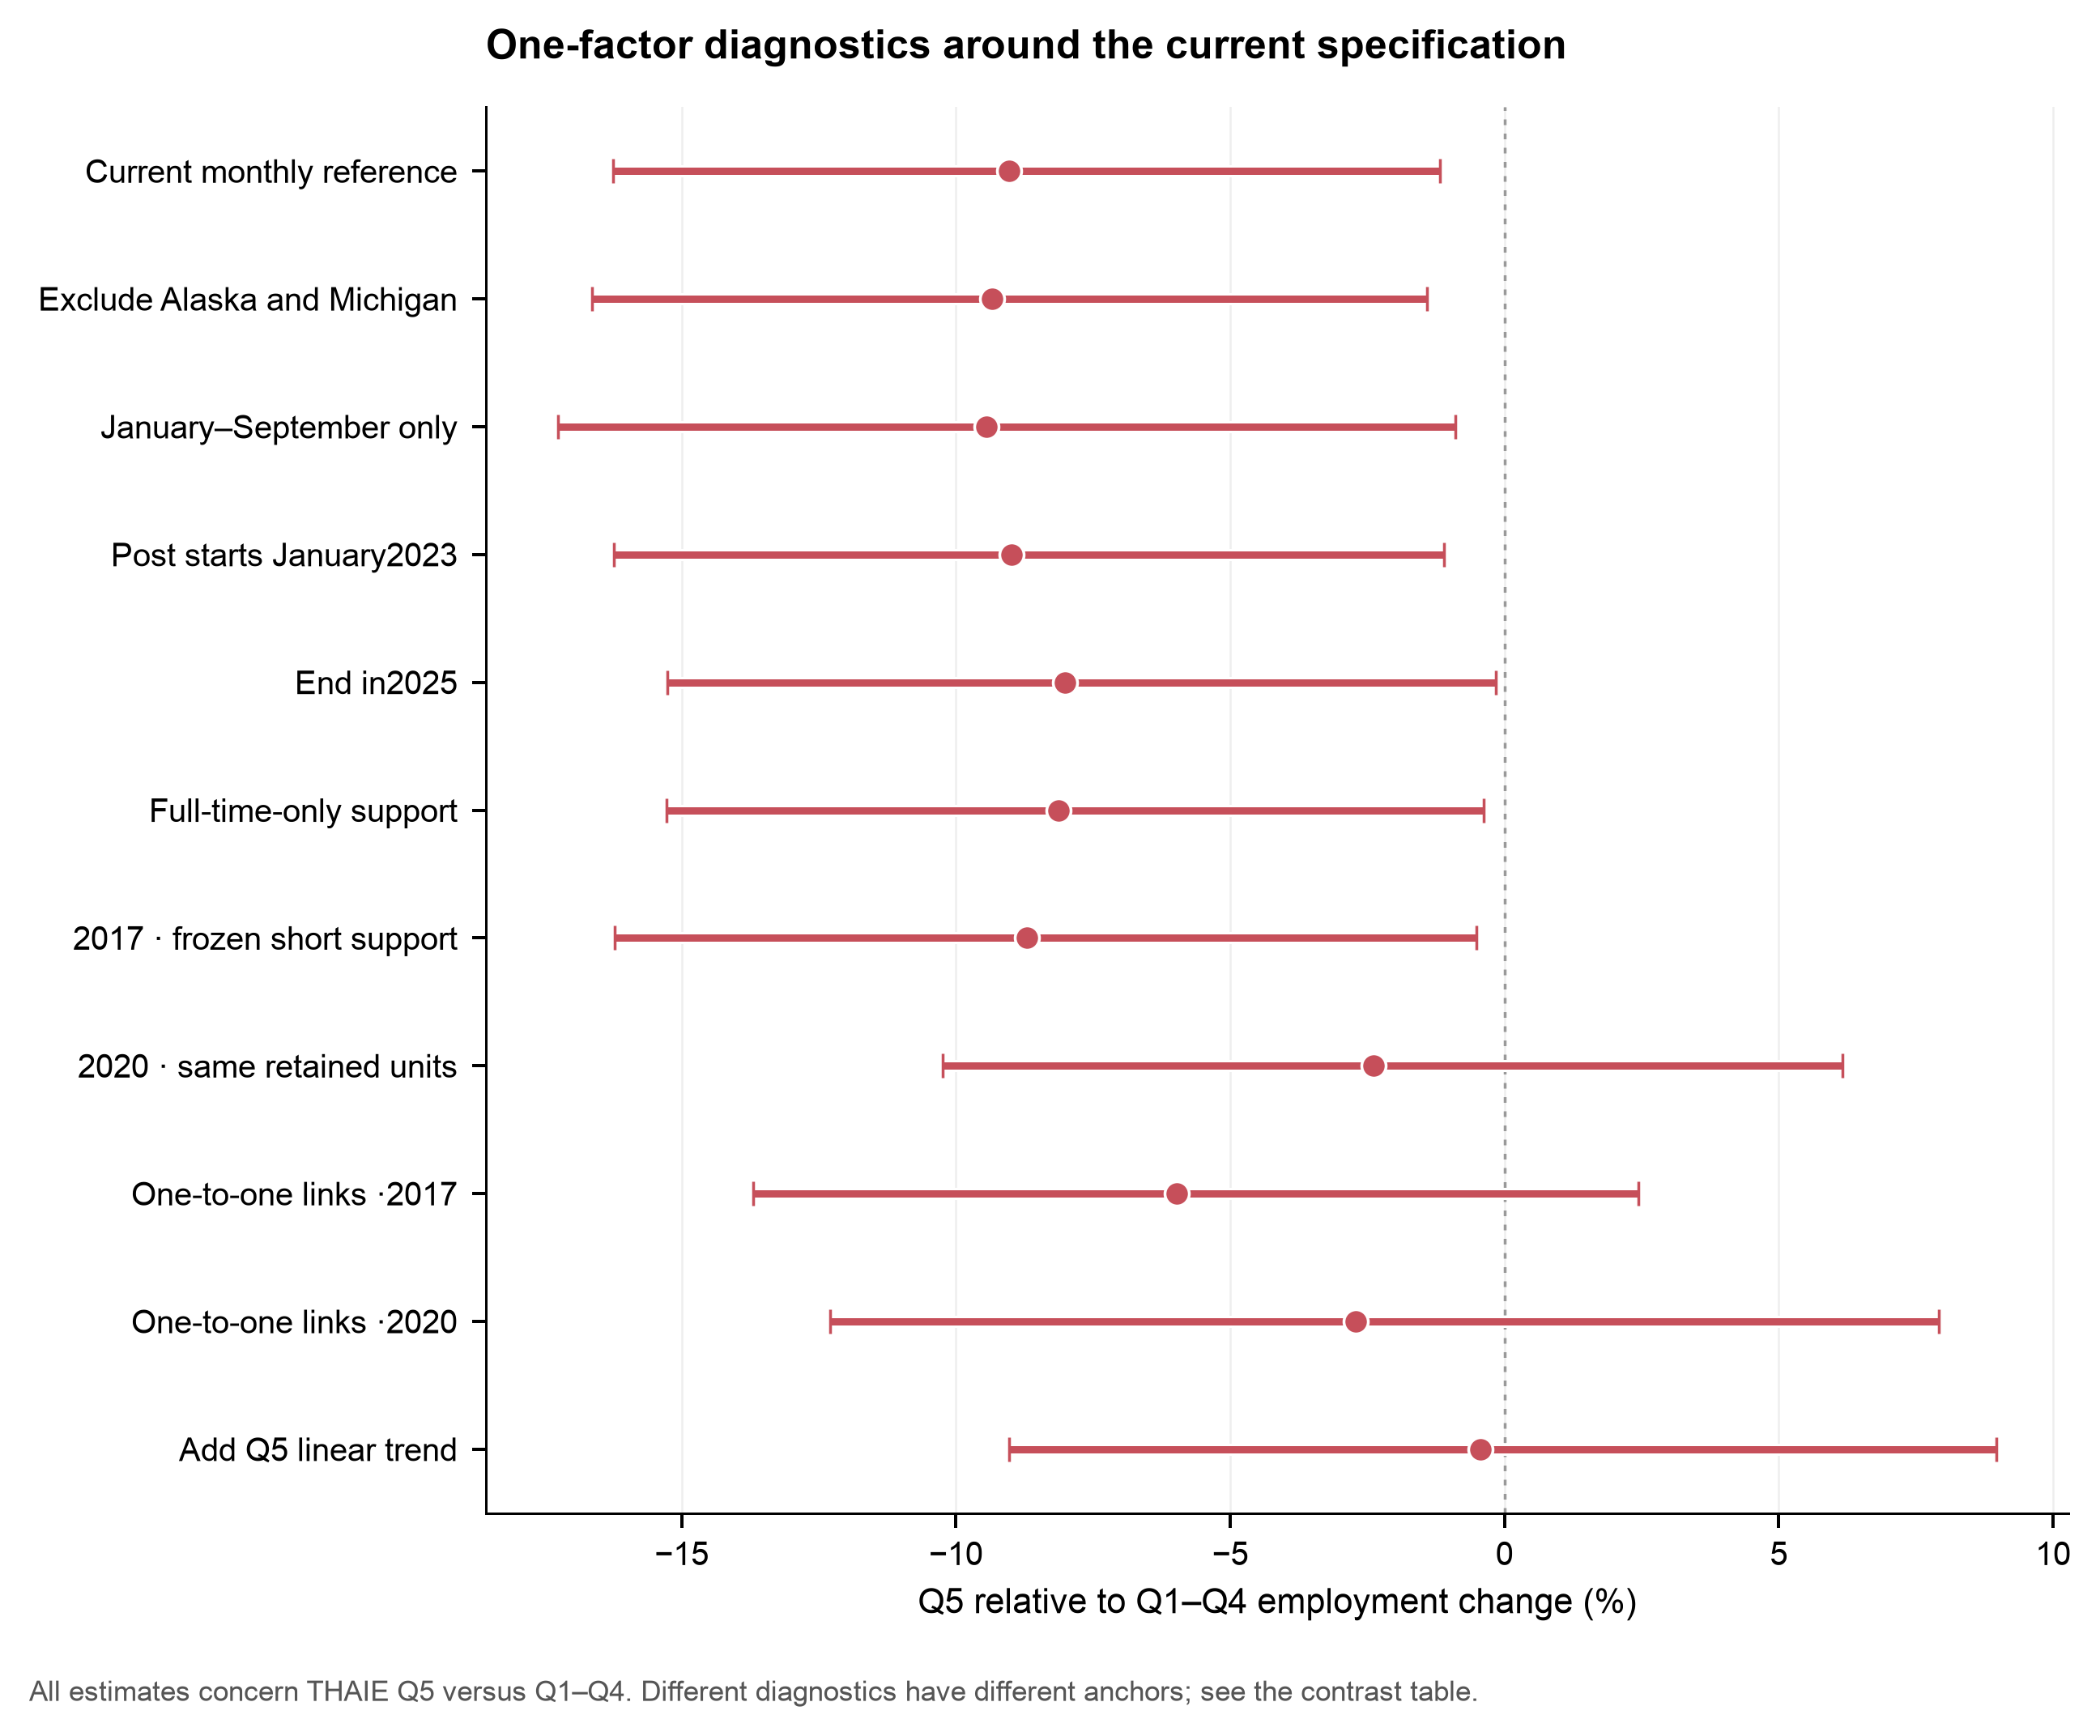 One-factor diagnostics around the current specification
Current monthly reference
Exclude Alaska and Michigan
January–September only
Post starts January2023
End in2025
Full-time-only support
2017 · frozen short support
2020 · same retained units
One-to-one links ·2017
One-to-one links ·2020
Add Q5 linear trend
−15 −10 −5 0 5 10
Q5 relative to Q1–Q4 employment change (%)
All estimates concern THAIE Q5 versus Q1–Q4. Different diagnostics have different anchors; see the contrast table.